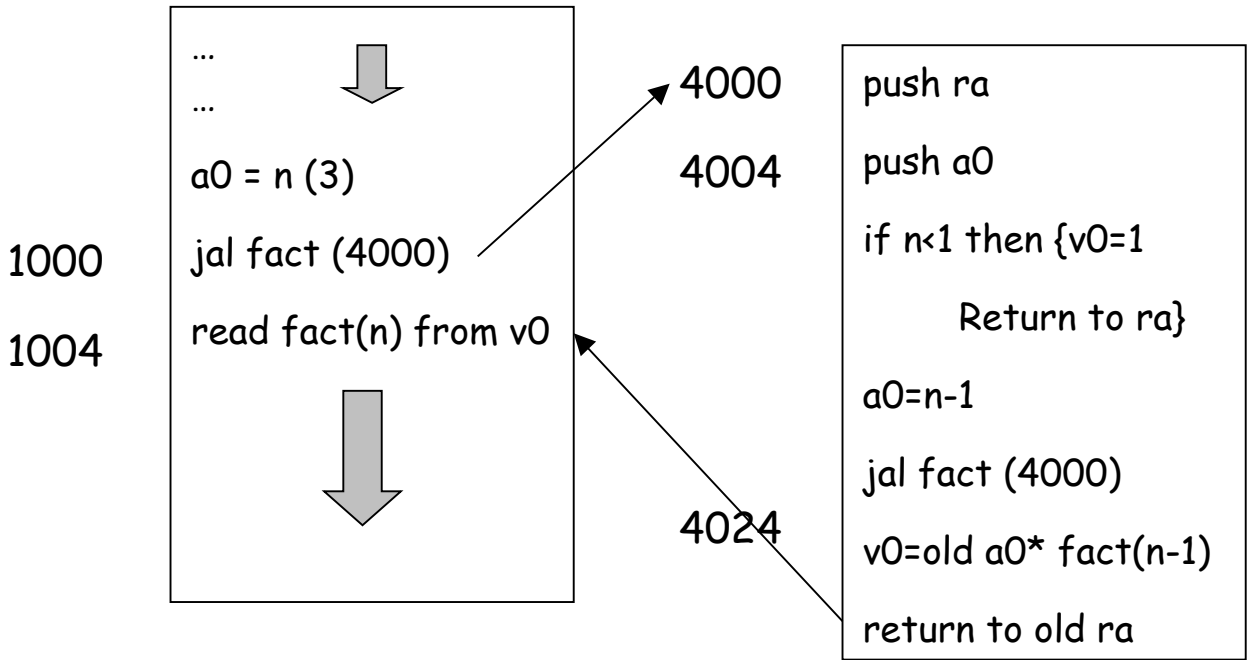 …
…
a0 = n (3)
1000 jal fact (4000)
1004 read fact(n) from v0
4000 push ra
4004 push a0
if n<1 then {v0=1
Return to ra}
a0=n-1
jal fact (4000)
4024 v0=old a0* fact(n-1)
return to old ra